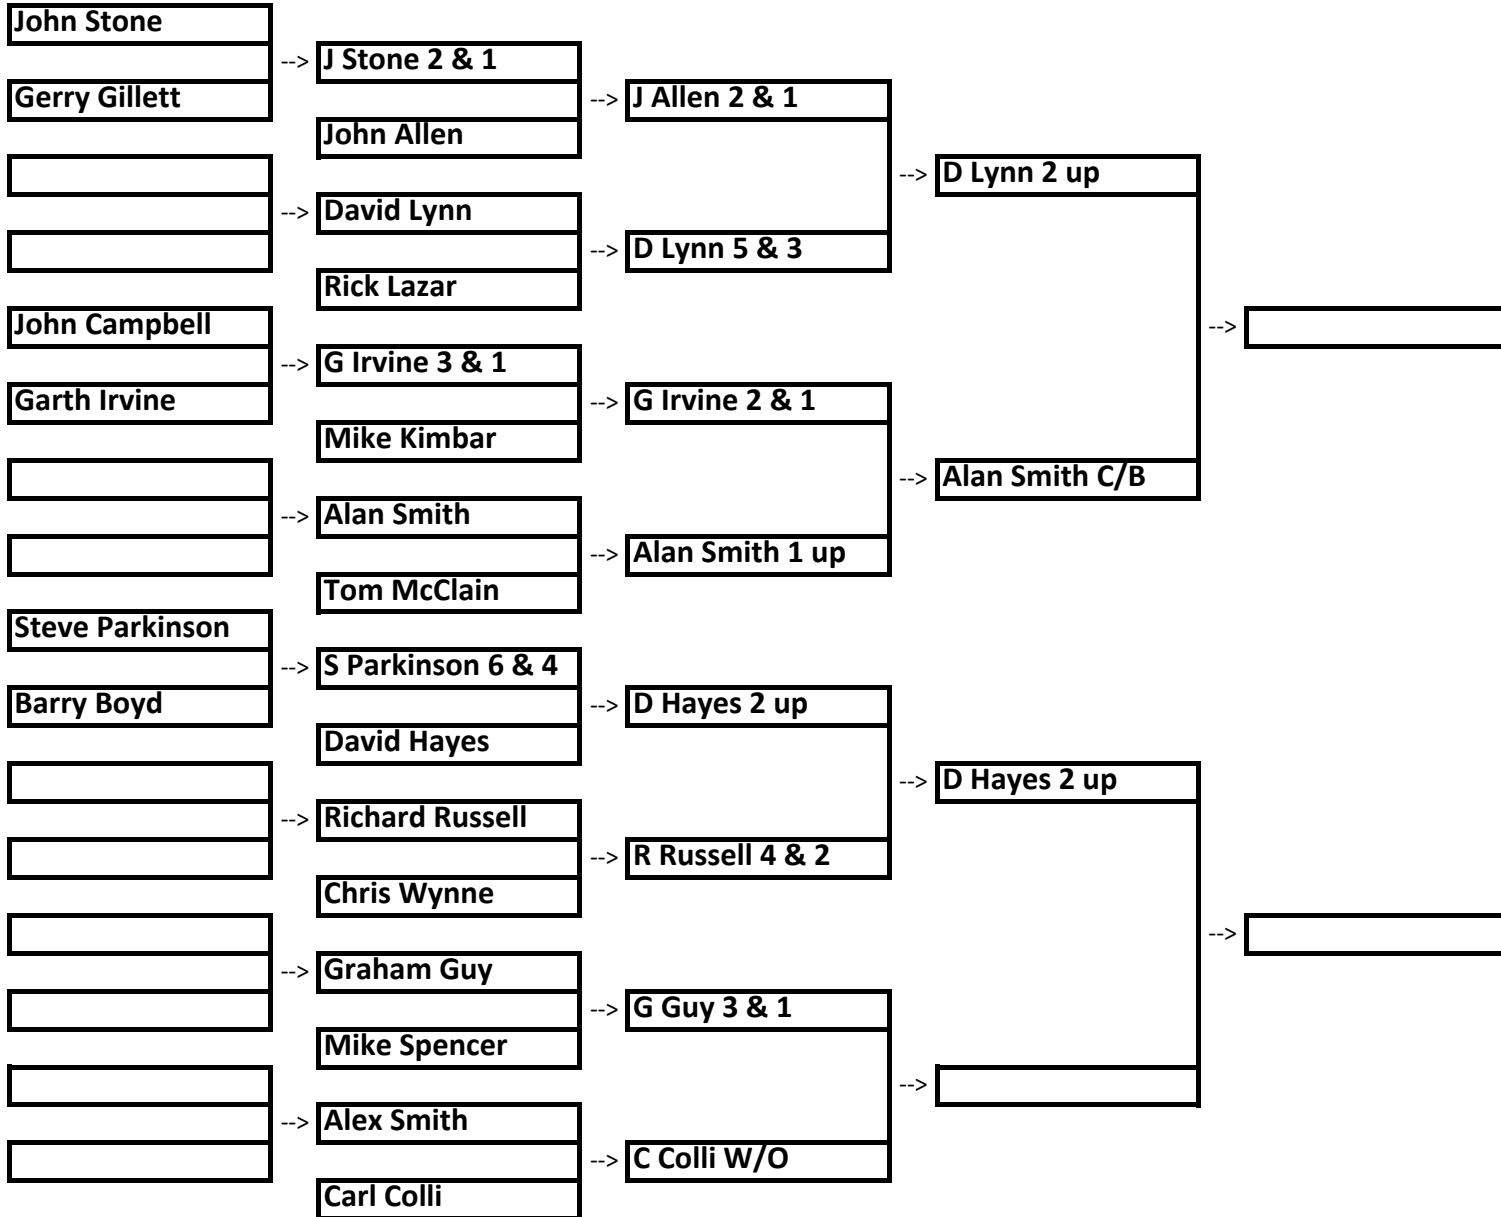 John Stone
--> J Stone 2 & 1
Gerry Gillett
--> J Allen 2 & 1
John Allen
--> D Lynn 2 up
--> David Lynn
--> D Lynn 5 & 3
Rick Lazar
John Campbell
-->
--> G Irvine 3 & 1
Garth Irvine
--> G Irvine 2 & 1
Mike Kimbar
--> Alan Smith C/B
--> Alan Smith
--> Alan Smith 1 up
Tom McClain
Steve Parkinson
--> S Parkinson 6 & 4
Barry Boyd
--> D Hayes 2 up
David Hayes
--> D Hayes 2 up
--> Richard Russell
--> R Russell 4 & 2
Chris Wynne
-->
--> Graham Guy
--> G Guy 3 & 1
Mike Spencer
-->
--> Alex Smith
--> C Colli W/O
Carl Colli